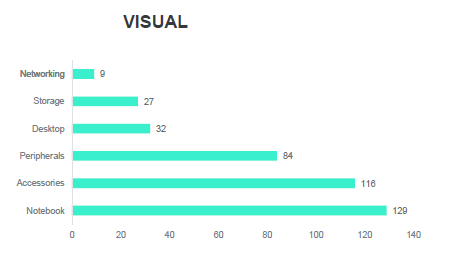 VISUAL
Networking 9
Storage 27
Desktop 32
Peripherals 84
Accessories 116
Notebook 129
0 20 40 60 80 100 120 140